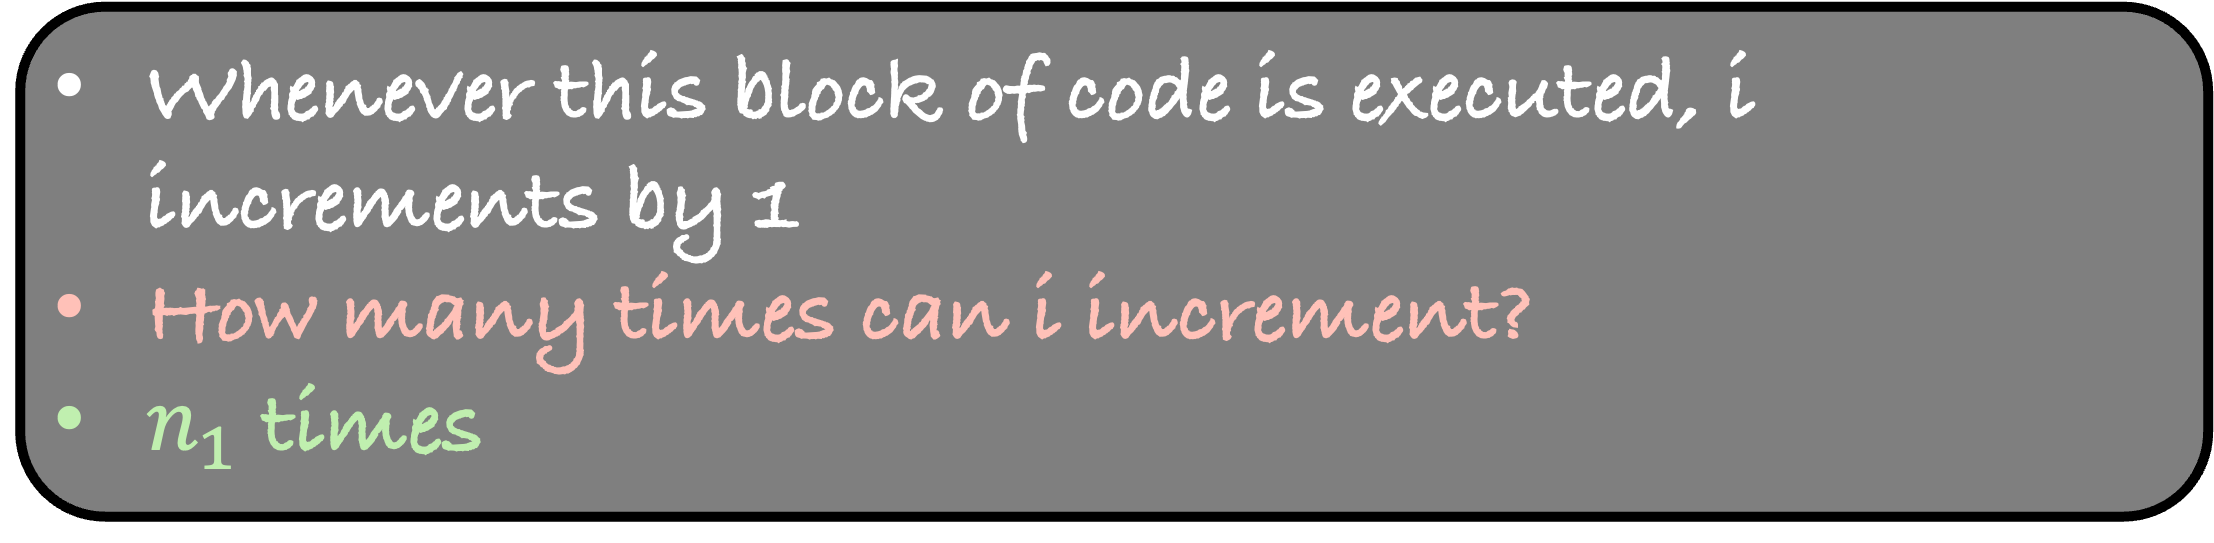 • Whenever this block of code is executed, i
increments by 1
• How many times can i increment?
• n₁ times